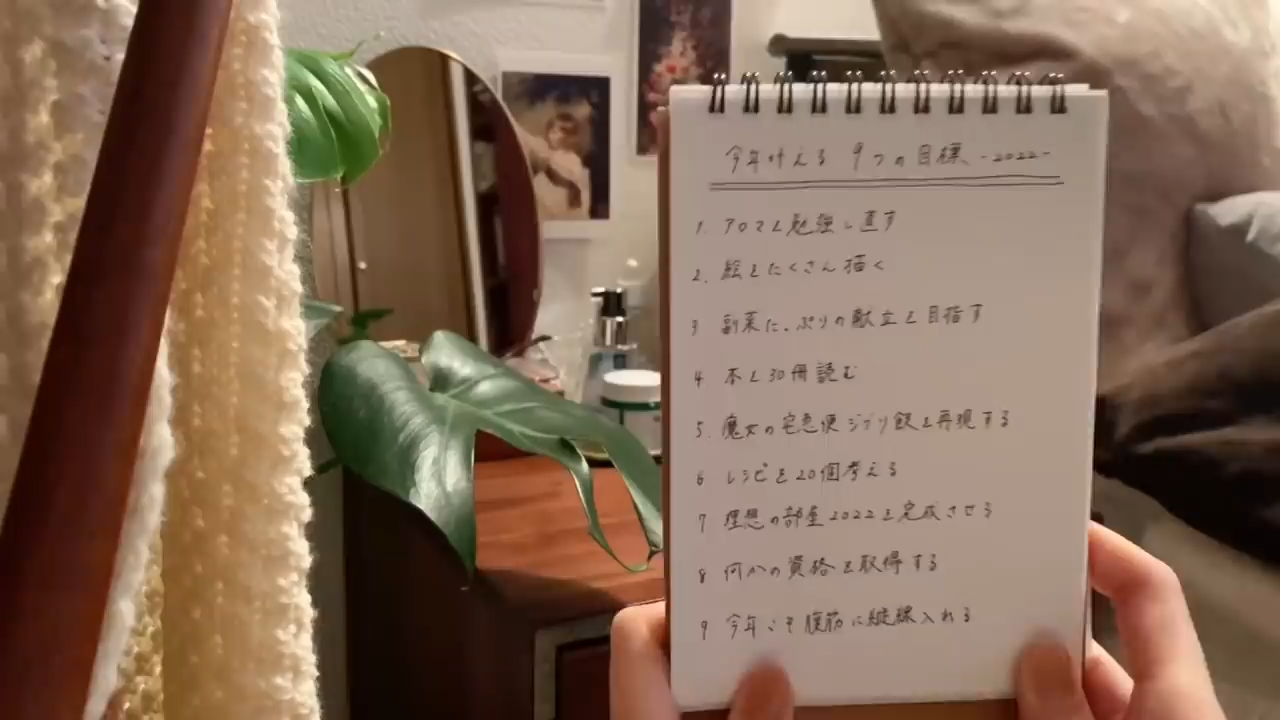 今年叶える 9つの目標 -2022-
1. アロマを勉強し直す
2. 絵をたくさん描く
3 副菜たっぷりの献立を目指す
4 本を30冊読む
5. 魔女の宅急便 ジブリ飯を再現する
6 レシピを20個考える
7 理想の部屋2022を完成させる
8 何かの資格を取得する
9 今年こそ腹筋に縦線入れる